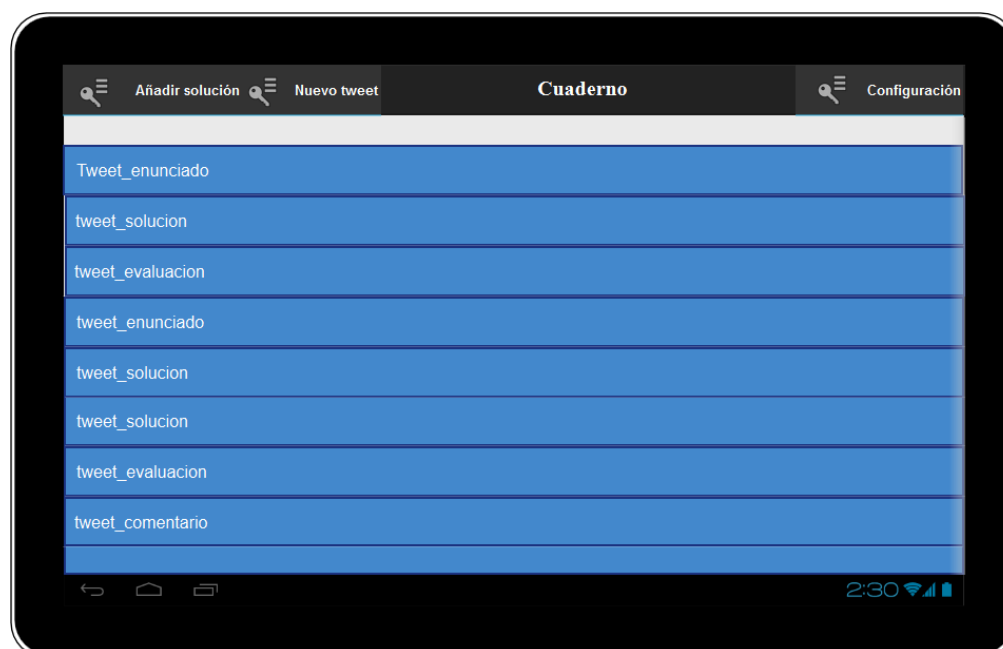 Añadir solución Nuevo tweet Cuaderno Configuración
Tweet_enunciado
tweet_solucion
tweet_evaluacion
tweet_enunciado
tweet_solucion
tweet_solucion
tweet_evaluacion
tweet_comentario
2:30